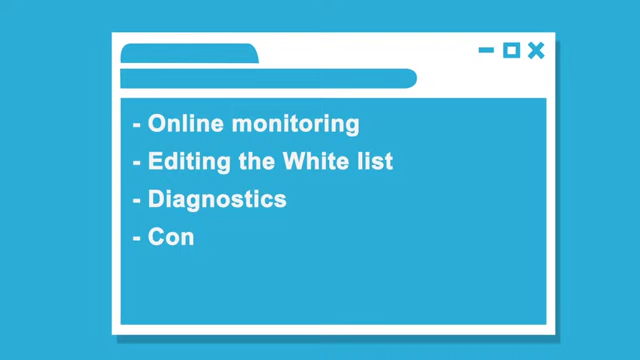 - Online monitoring
- Editing the White list
- Diagnostics
- Con